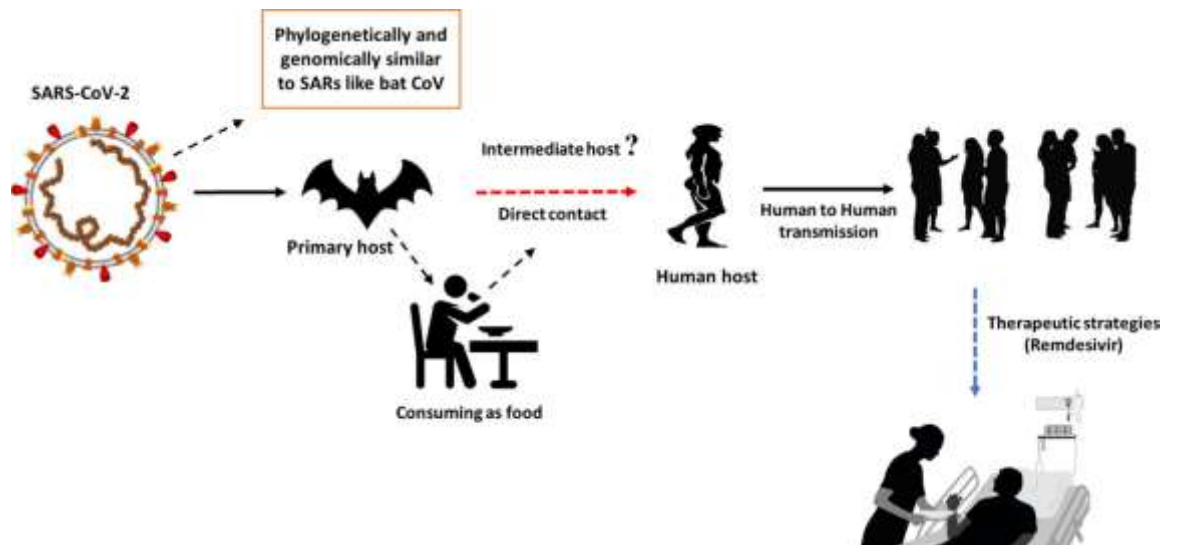 Phylogenetically and
genomically similar
to SARs like bat CoV
SARS-CoV-2
Intermediate host ?
Direct contact
Primary host
Human host
Human to Human
transmission
Consuming as food
Therapeutic strategies
(Remdesivir)